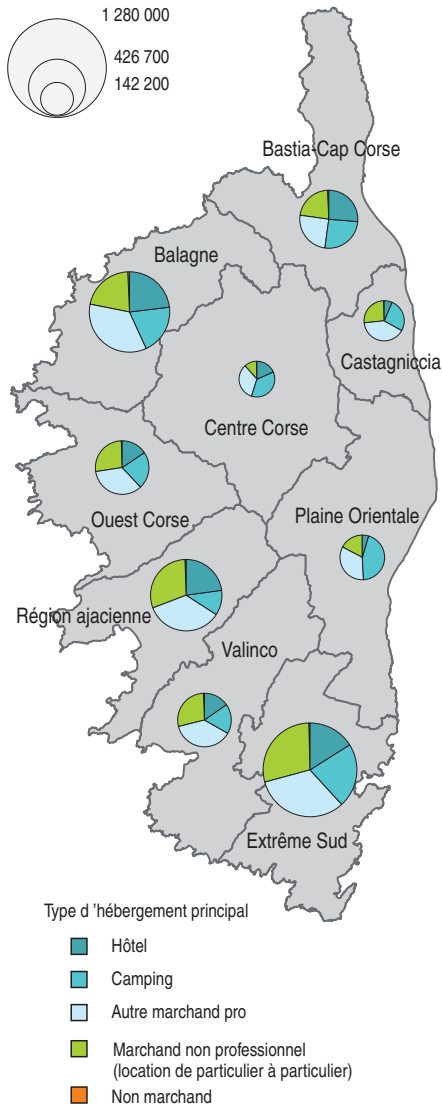 1 280 000
426 700
142 200
Bastia-Cap Corse
Balagne
Castagniccia
Centre Corse
Ouest Corse
Plaine Orientale
Région ajacienne
Valinco
Extrême Sud
Type d 'hébergement principal
Hôtel
Camping
Autre marchand pro
Marchand non professionnel
(location de particulier à particulier)
Non marchand